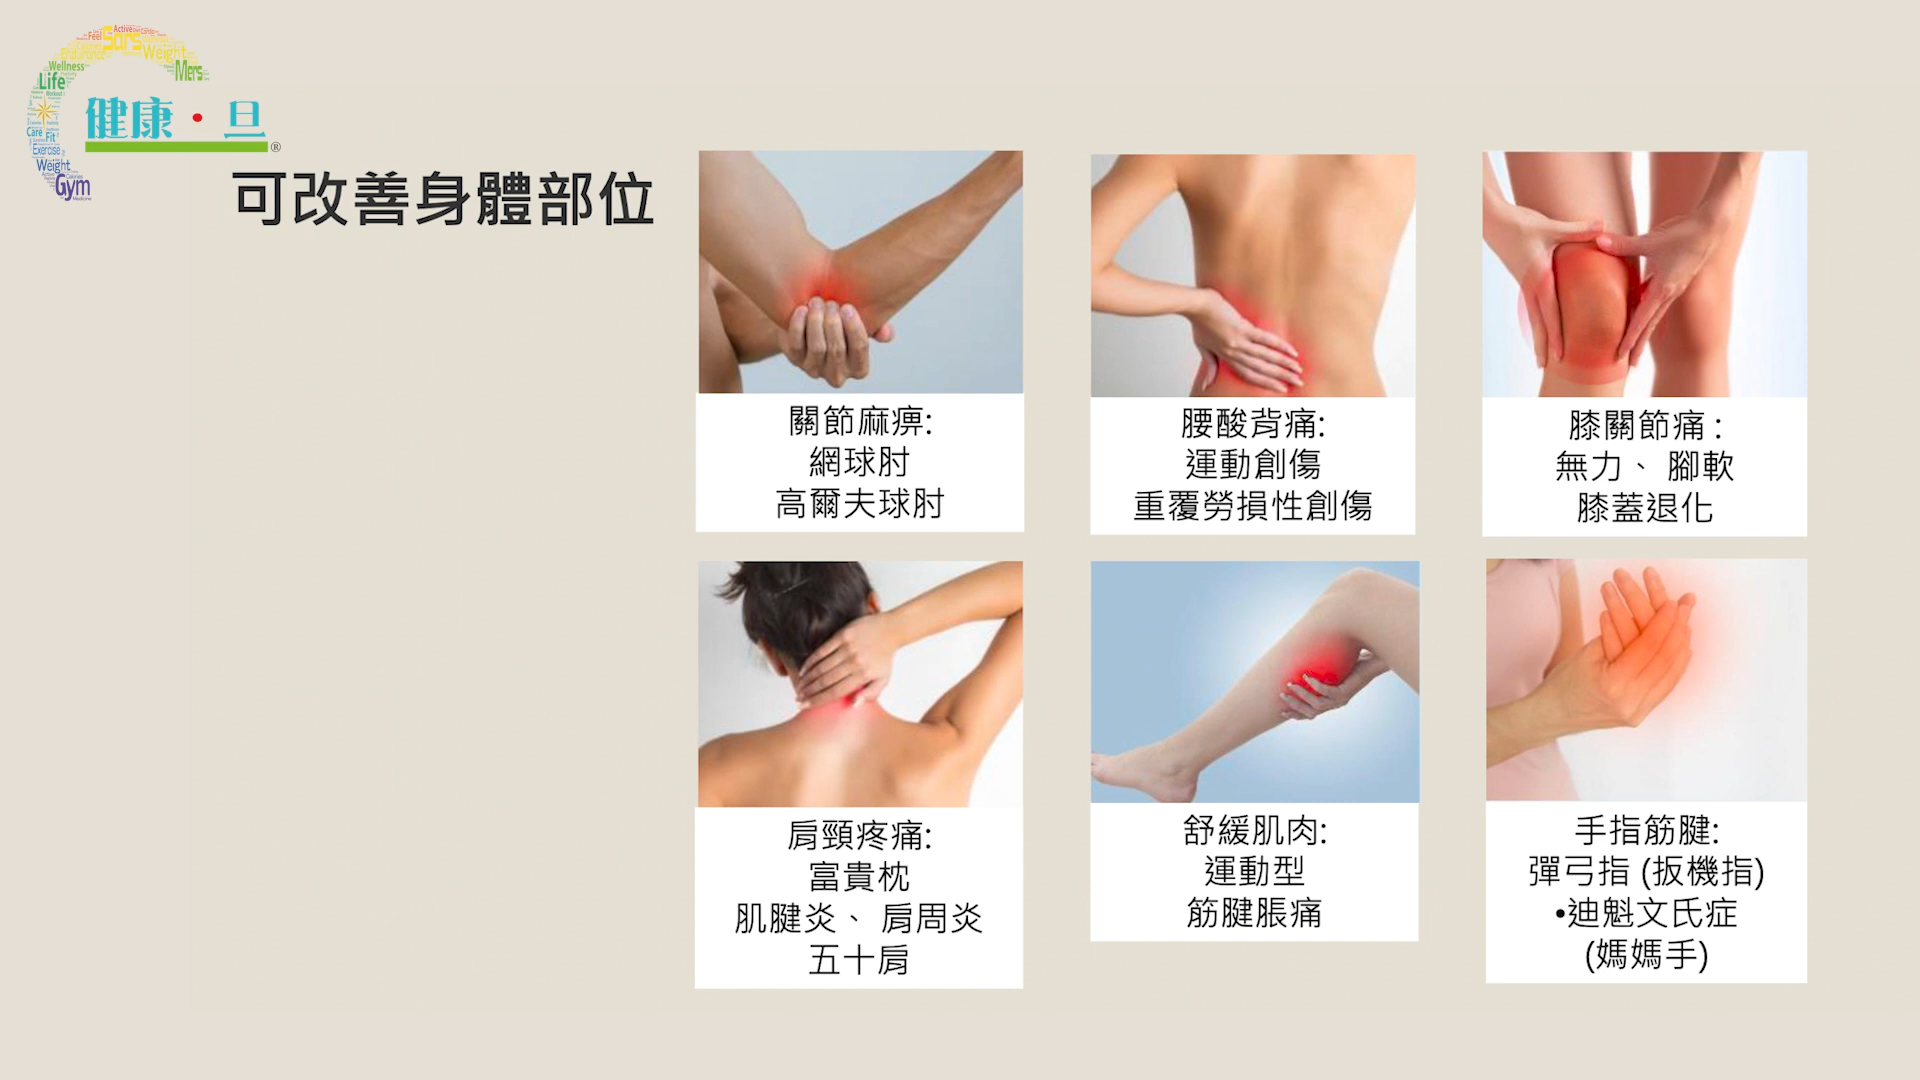 Active
Feel
Sars
Weight
Mers
Wellness
Life
健康·旦
®
Care
Fit
Exercise
Weight
Gym
Medicine
可改善身體部位
關節麻痹:
網球肘
高爾夫球肘
腰酸背痛:
運動創傷
重覆勞損性創傷
膝關節痛:
無力、 腳軟
膝蓋退化
肩頸疼痛:
富貴枕
肌腱炎、 肩周炎
五十肩
舒緩肌肉:
運動型
筋腱脹痛
手指筋腱:
彈弓指 (扳機指)
•迪魁文氏症
(媽媽手)